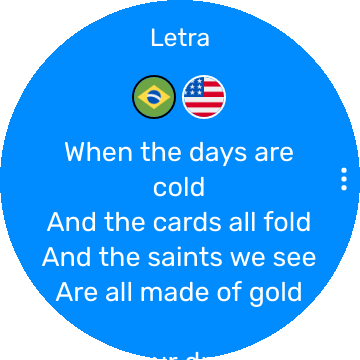 Letra
When the days are
cold
And the cards all fold
And the saints we see
Are all made of gold